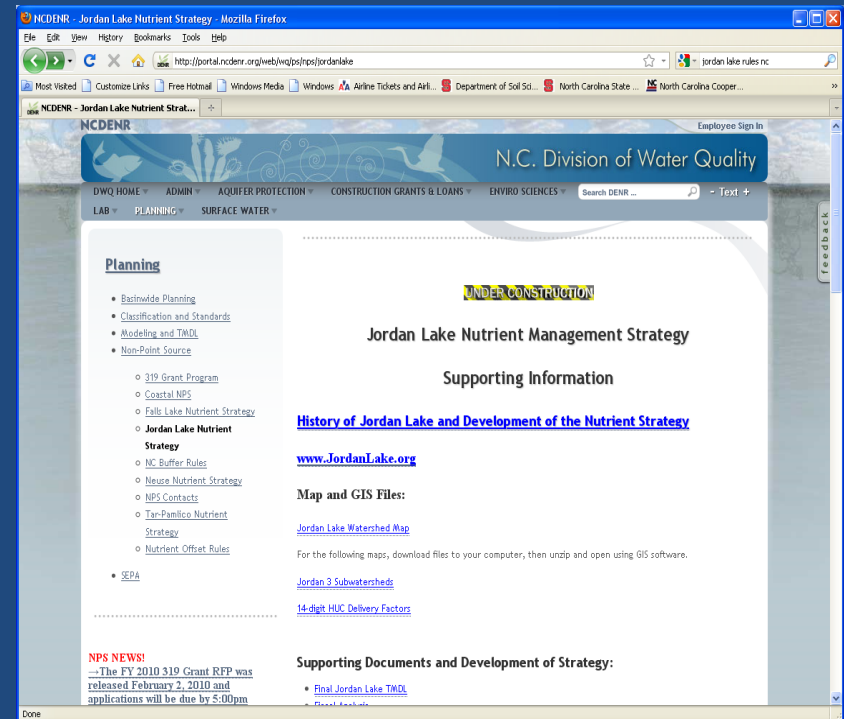 NCDENR - Jordan Lake Nutrient Strategy - Mozilla Firefox
File Edit View History Bookmarks Tools Help
http://portal.ncdenr.org/web/wq/ps/nps/jordanlake
jordan lake rules nc
Most Visited Customize Links Free Hotmail Windows Media Windows Airline Tickets and Airli... Department of Soil Sci... North Carolina State ... North Carolina Cooper... »
NCDENR - Jordan Lake Nutrient Strat...
NCDENR
Employee Sign In
N.C. Division of Water Quality
DWQ HOME ADMIN AQUIFER PROTECTION CONSTRUCTION GRANTS & LOANS ENVIRO SCIENCES Search DENR ... - Text +
LAB PLANNING SURFACE WATER
feedback
Planning
Basinwide Planning
Classification and Standards
Modeling and TMDL
Non-Point Source
319 Grant Program
Coastal NPS
Falls Lake Nutrient Strategy
Jordan Lake Nutrient
Strategy
NC Buffer Rules
Neuse Nutrient Strategy
NPS Contacts
Tar-Pamlico Nutrient
Strategy
Nutrient Offset Rules
SEPA
NPS NEWS!
→The FY 2010 319 Grant RFP was
released February 2, 2010 and
applications will be due by 5:00pm
UNDER CONSTRUCTION
Jordan Lake Nutrient Management Strategy
Supporting Information
History of Jordan Lake and Development of the Nutrient Strategy
www.JordanLake.org
Map and GIS Files:
Jordan Lake Watershed Map
For the following maps, download files to your computer, then unzip and open using GIS software.
Jordan 3 Subwatersheds
14-digit HUC Delivery Factors
Supporting Documents and Development of Strategy:
Final Jordan Lake TMDL
Done